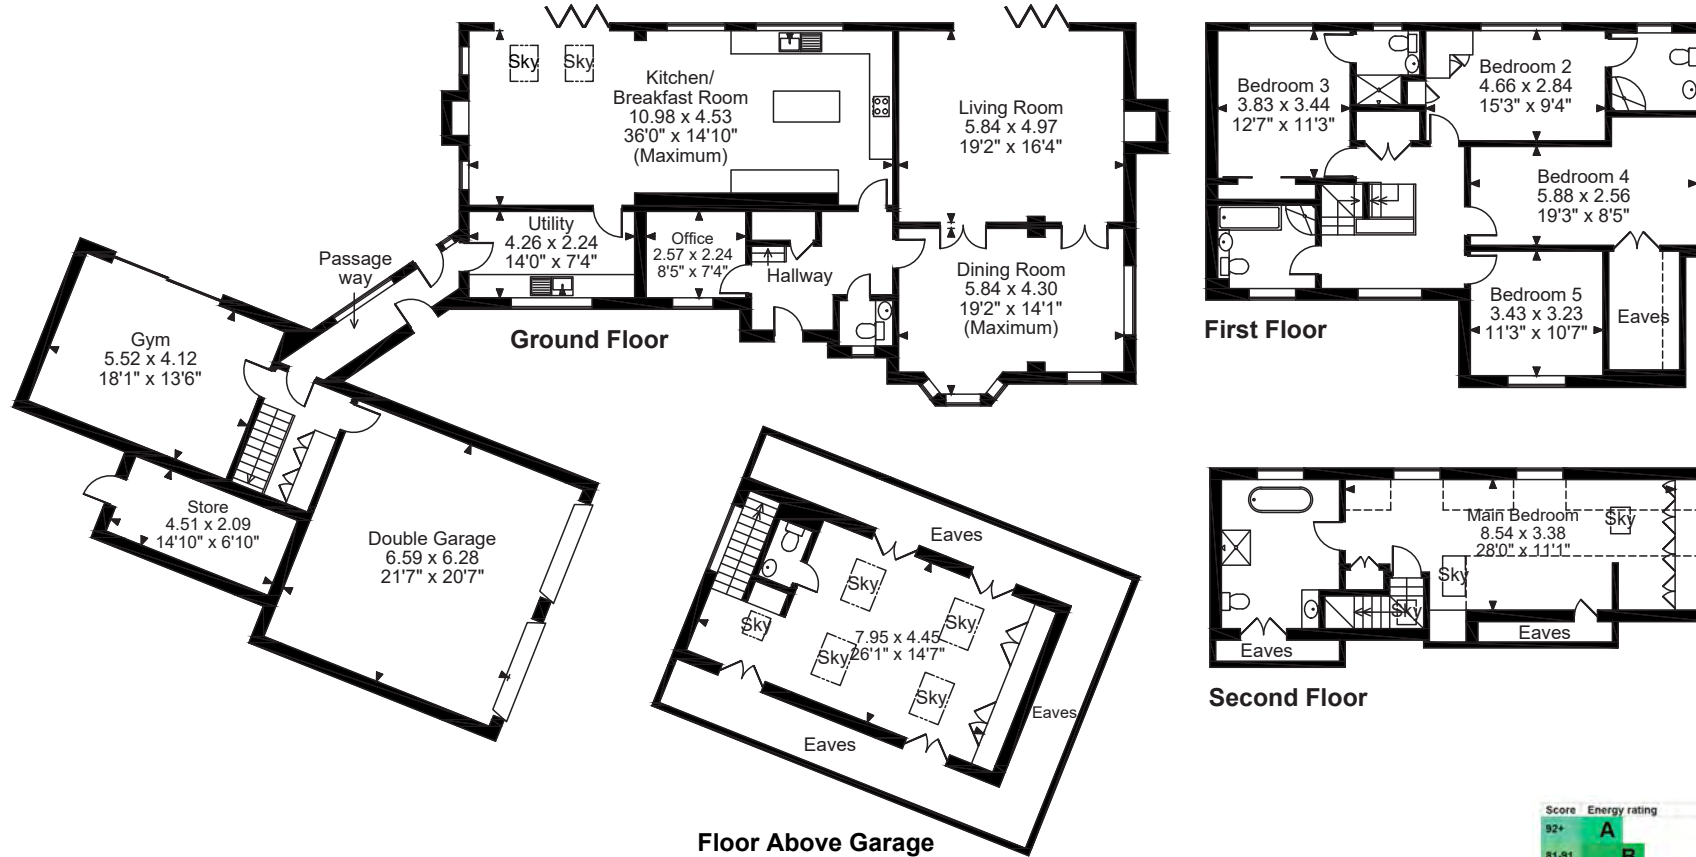 Sky
Sky
Kitchen/
Breakfast Room
10.98 x 4.53
36'0" x 14'10"
(Maximum)
Living Room
5.84 x 4.97
19'2" x 16'4"
Utility
4.26 x 2.24
14'0" x 7'4"
Office
2.57 x 2.24
8'5" x 7'4"
Hallway
Dining Room
5.84 x 4.30
19'2" x 14'1"
(Maximum)
Passage
way
Gym
5.52 x 4.12
18'1" x 13'6"
Ground Floor
Store
4.51 x 2.09
14'10" x 6'10"
Double Garage
6.59 x 6.28
21'7" x 20'7"
Bedroom 3
3.83 x 3.44
12'7" x 11'3"
Bedroom 2
4.66 x 2.84
15'3" x 9'4"
Bedroom 4
5.88 x 2.56
19'3" x 8'5"
Bedroom 5
3.43 x 3.23
11'3" x 10'7"
Eaves
First Floor
Eaves
Sky
Sky
Sky
7.95 x 4.45
26'1" x 14'7"
Sky
Sky
Eaves
Eaves
Floor Above Garage
Main Bedroom
8.54 x 3.38
28'0" x 11'1"
Sky
Sky
Sky
Eaves
Eaves
Second Floor
Score Energy rating
92+ A
81-91 B